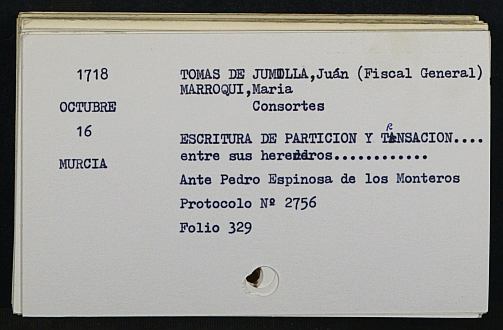 1718
OCTUBRE
16
MURCIA
TOMAS DE JUMILLA,Juán (Fiscal General)
MARROQUI,Maria
Consortes
ESCRITURA DE PARTICION Y TRANSACION....
entre sus herederos............
Ante Pedro Espinosa de los Monteros
Protocolo Nº 2756
Folio 329